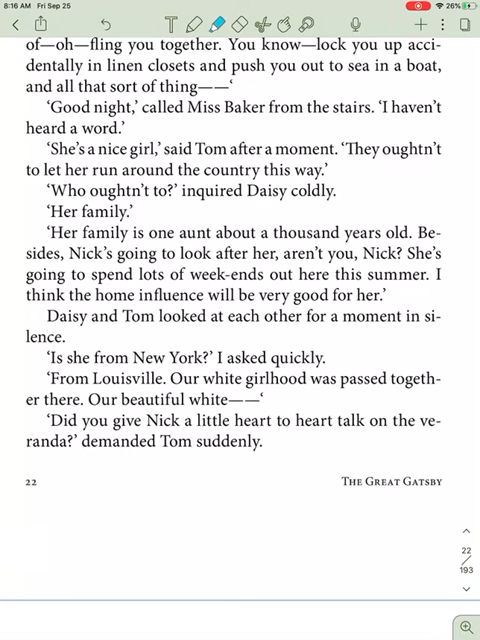 8:16 AM Fri Sep 25
26%
of—oh—fling you together. You know—lock you up acci-
dentally in linen closets and push you out to sea in a boat,
and all that sort of thing——‘
‘Good night,’ called Miss Baker from the stairs. ‘I haven’t
heard a word.’
‘She’s a nice girl,’ said Tom after a moment. ‘They oughtn’t
to let her run around the country this way.’
‘Who oughtn’t to?’ inquired Daisy coldly.
‘Her family.’
‘Her family is one aunt about a thousand years old. Be-
sides, Nick’s going to look after her, aren’t you, Nick? She’s
going to spend lots of week-ends out here this summer. I
think the home influence will be very good for her.’
Daisy and Tom looked at each other for a moment in si-
lence.
‘Is she from New York?’ I asked quickly.
‘From Louisville. Our white girlhood was passed togeth-
er there. Our beautiful white——‘
‘Did you give Nick a little heart to heart talk on the ve-
randa?’ demanded Tom suddenly.
22 The Great Gatsby
22
193